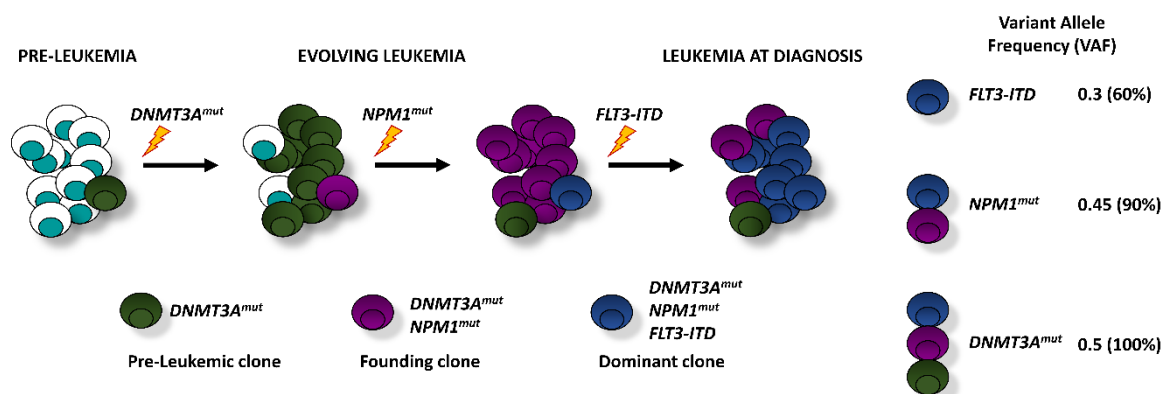 Variant Allele
Frequency (VAF)
PRE-LEUKEMIA
EVOLVING LEUKEMIA
LEUKEMIA AT DIAGNOSIS
DNMT3Amut
NPM1mut
FLT3-ITD
FLT3-ITD 0.3 (60%)
NPM1mut 0.45 (90%)
DNMT3Amut 0.5 (100%)
DNMT3Amut
Pre-Leukemic clone
DNMT3Amut
NPM1mut
Founding clone
DNMT3Amut
NPM1mut
FLT3-ITD
Dominant clone